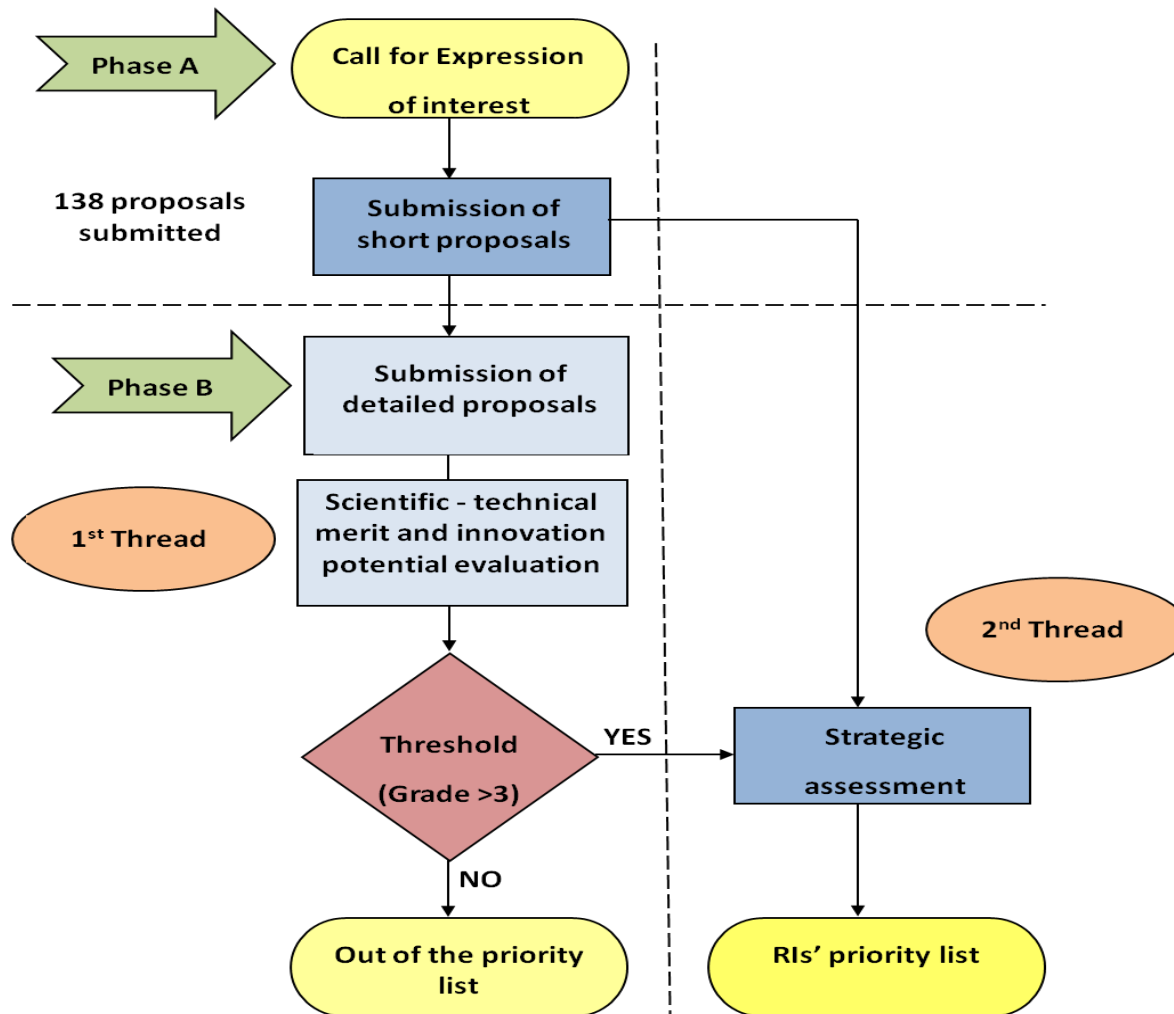 Phase A
Call for Expression
of interest
138 proposals
submitted
Submission of
short proposals
Phase B
Submission of
detailed proposals
1st Thread
Scientific - technical
merit and innovation
potential evaluation
2nd Thread
Threshold
(Grade >3)
YES
Strategic
assessment
NO
Out of the priority
list
RIs’ priority list